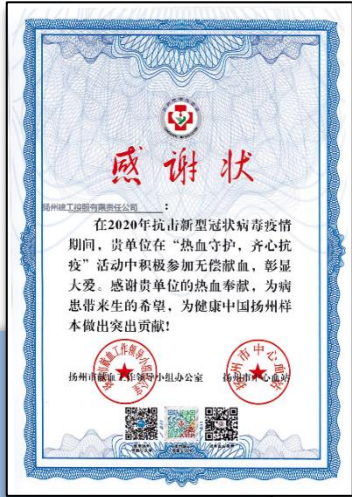 感谢状
扬州建工控股有限责任公司:
在2020年抗击新型冠状病毒疫情
期间，贵单位在“热血守护，齐心抗
疫”活动中积极参加无偿献血，彰显
大爱。感谢贵单位的热血奉献，为病
患带来生的希望，为健康中国扬州样
本做出突出贡献!
扬州市献血工作领导小组办公室 扬州市中心血站